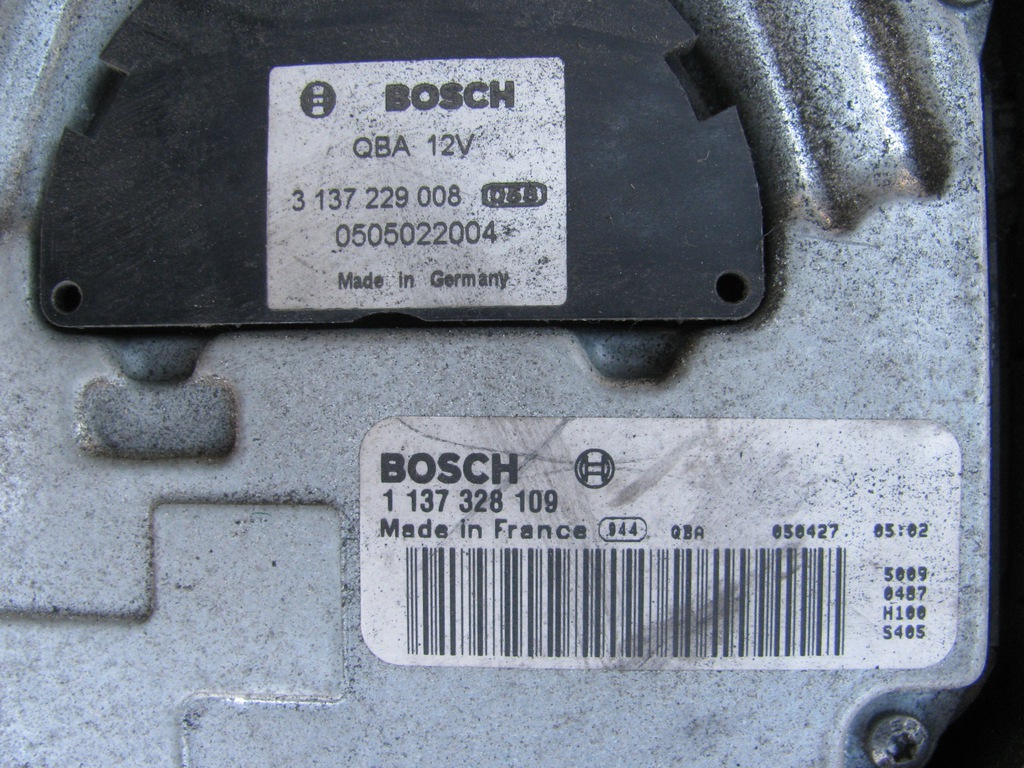 BOSCH
QBA 12V
3 137 229 008
0505022004
Made in Germany
BOSCH
1 137 328 109
Made in France 044 QBA 050427 05:02
5009
0487
H100
S405